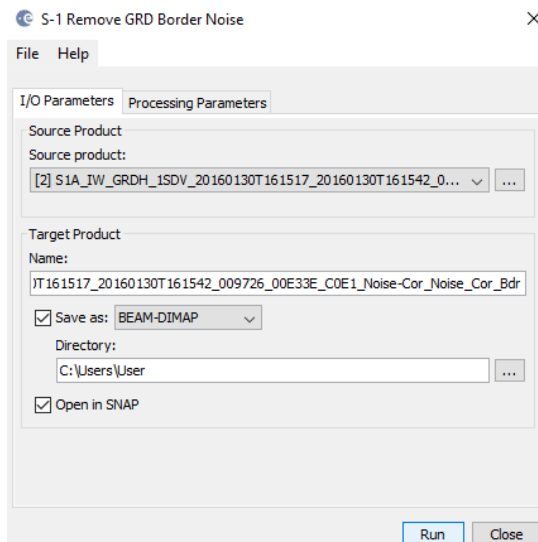 S-1 Remove GRD Border Noise
File Help
I/O Parameters Processing Parameters
Source Product
Source product:
[2] S1A_IW_GRDH_1SDV_20160130T161517_20160130T161542_0... ...
Target Product
Name:
)T161517_20160130T161542_009726_00E33E_C0E1_Noise-Cor_Noise_Cor_Bdr
Save as: BEAM-DIMAP
Directory:
C:\Users\User ...
Open in SNAP
Run Close